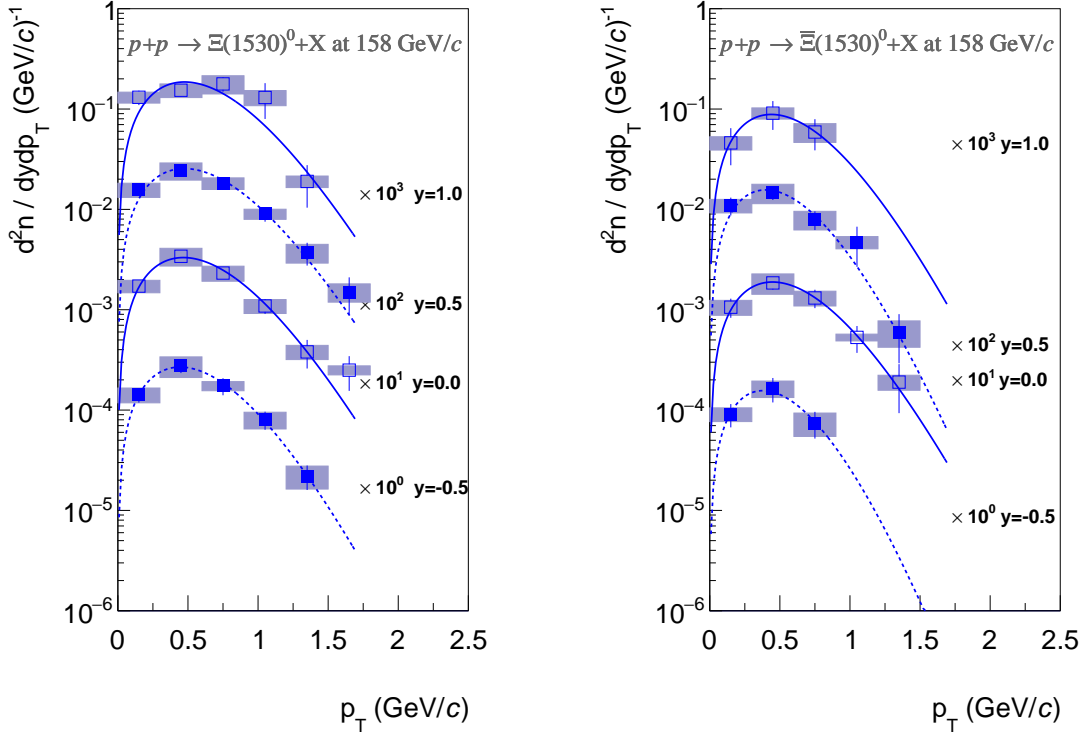 p+p → Ξ(1530)⁰+X at 158 GeV/c
d²n / dydp_T (GeV/c)⁻¹
1
10⁻¹
10⁻²
10⁻³
10⁻⁴
10⁻⁵
10⁻⁶
×10³ y=1.0
×10² y=0.5
×10¹ y=0.0
×10⁰ y=-0.5
0 0.5 1 1.5 2 2.5
p_T (GeV/c)
p+p → Ξ̅(1530)⁰+X at 158 GeV/c
d²n / dydp_T (GeV/c)⁻¹
1
10⁻¹
10⁻²
10⁻³
10⁻⁴
10⁻⁵
10⁻⁶
×10³ y=1.0
×10² y=0.5
×10¹ y=0.0
×10⁰ y=-0.5
0 0.5 1 1.5 2 2.5
p_T (GeV/c)